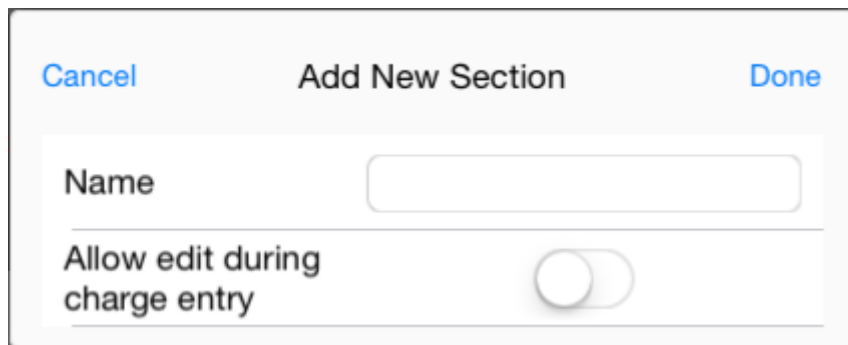 Cancel Add New Section Done
Name
Allow edit during
charge entry